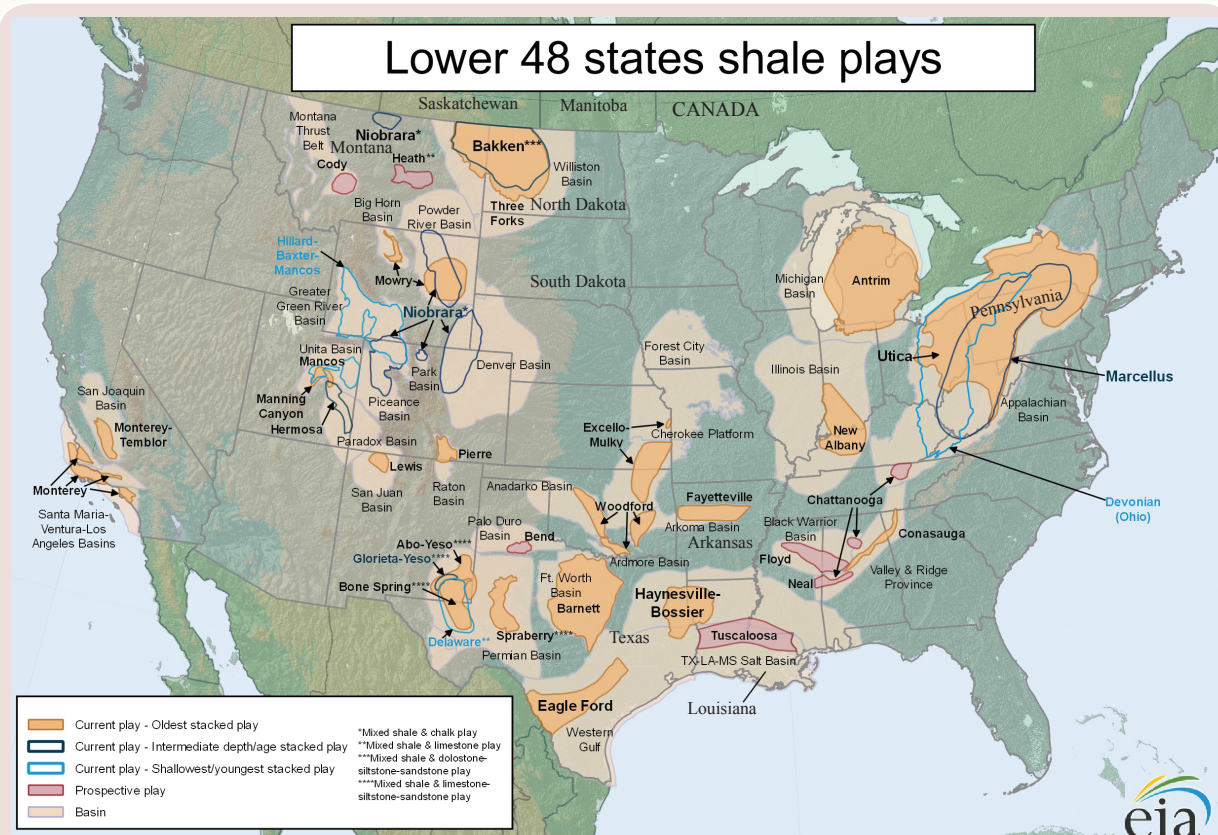 Lower 48 states shale plays
Saskatchewan
Manitoba
CANADA
Montana
Thrust
Belt
Niobrara*
Montana
Cody
Heath**
Bakken***
Williston
Basin
Big Horn
Basin
Powder
River Basin
Three
Forks
North Dakota
Hillard-
Baxter-
Mancos
Mowry
South Dakota
Greater
Green River
Basin
Niobrara*
Michigan
Basin
Antrim
Pennsylvania
Unita Basin
Mancos
Park
Basin
Denver Basin
Forest City
Basin
Illinois Basin
Utica
Marcellus
San Joaquin
Basin
Manning
Canyon
Piceance
Basin
Appalachian
Basin
Hermosa
Monterey-
Temblor
Paradox Basin
Excello-
Mulky
Cherokee Platform
New
Albany
Lewis
Pierre
Monterey
San Juan
Basin
Raton
Basin
Anadarko Basin
Woodford
Fayetteville
Chattanooga
Devonian
(Ohio)
Santa Maria-
Ventura-Los
Angeles Basins
Palo Duro
Basin
Bend
Arkoma Basin
Arkansas
Black Warrior
Basin
Conasauga
Abo-Yeso****
Glorieta-Yeso****
Ardmore Basin
Floyd
Valley & Ridge
Province
Bone Spring****
Ft. Worth
Basin
Barnett
Haynesville-
Bossier
Neal
Delaware**
Spraberry****
Texas
Tuscaloosa
Permian Basin
TX-LA-MS Salt Basin
Eagle Ford
Louisiana
Western
Gulf
Current play - Oldest stacked play
Current play - Intermediate depth/age stacked play
Current play - Shallowest/youngest stacked play
Prospective play
Basin
*Mixed shale & chalk play
**Mixed shale & limestone play
***Mixed shale & dolostone-
siltstone-sandstone play
****Mixed shale & limestone-
siltstone-sandstone play
eia